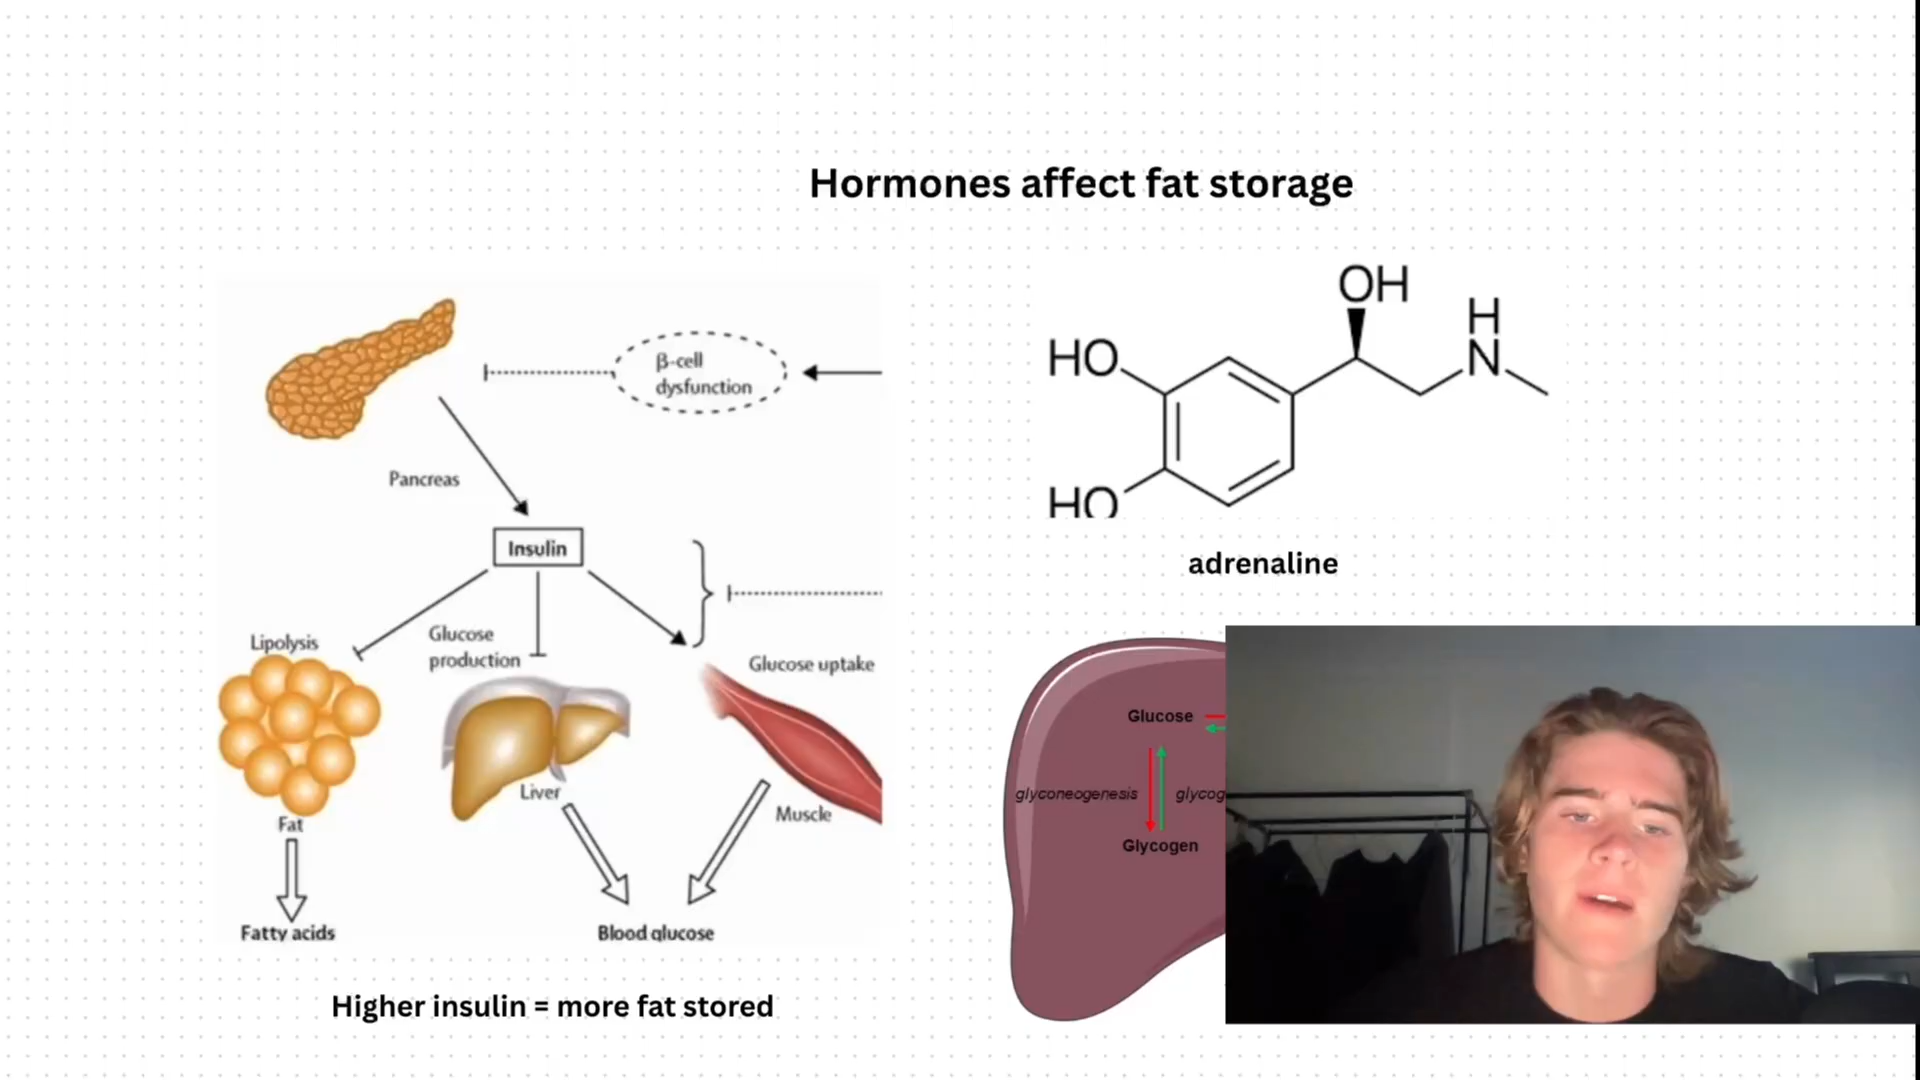 Hormones affect fat storage
β-cell
dysfunction
Pancreas
Insulin
Lipolysis
Glucose
production
Glucose uptake
Liver
Muscle
Fat
Fatty acids
Blood glucose
Higher insulin = more fat stored
OH
H
N
HO
HO
adrenaline
Glucose
glyconeogenesis
glycog
Glycogen